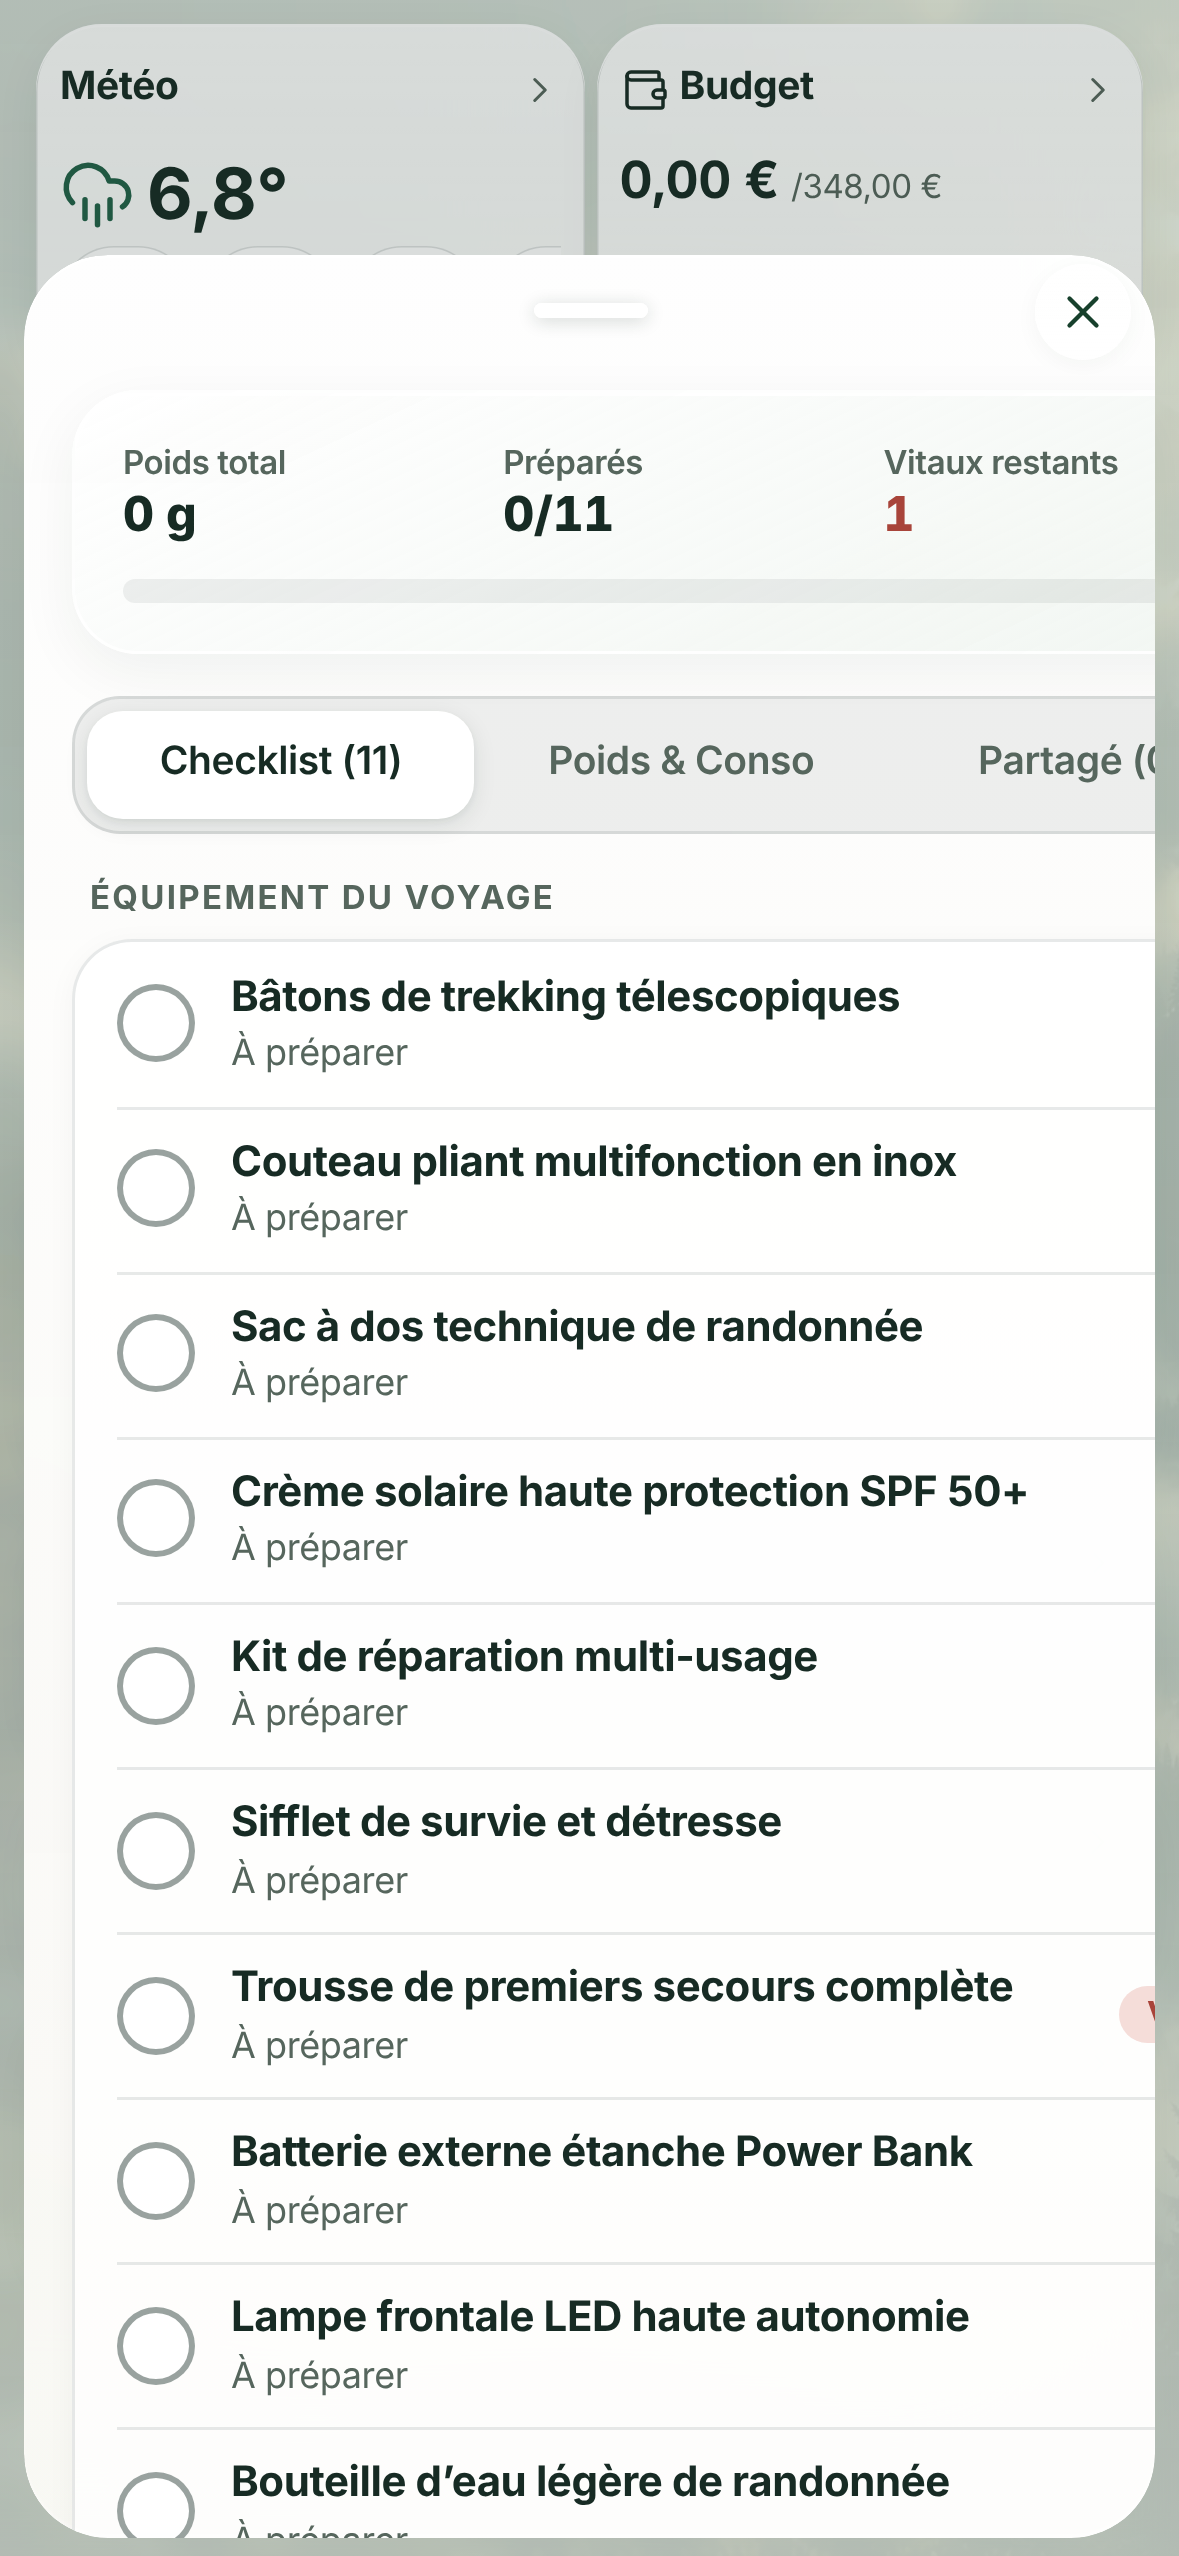 Météo
Budget
6,8°
0,00 € /348,00 €
Poids total
Préparés
Vitaux restants
0 g
0/11
1
Checklist (11)
Poids & Conso
Partagé (
ÉQUIPEMENT DU VOYAGE
Bâtons de trekking télescopiques
À préparer
Couteau pliant multifonction en inox
À préparer
Sac à dos technique de randonnée
À préparer
Crème solaire haute protection SPF 50+
À préparer
Kit de réparation multi-usage
À préparer
Sifflet de survie et détresse
À préparer
Trousse de premiers secours complète
À préparer
Batterie externe étanche Power Bank
À préparer
Lampe frontale LED haute autonomie
À préparer
Bouteille d’eau légère de randonnée
À préparer